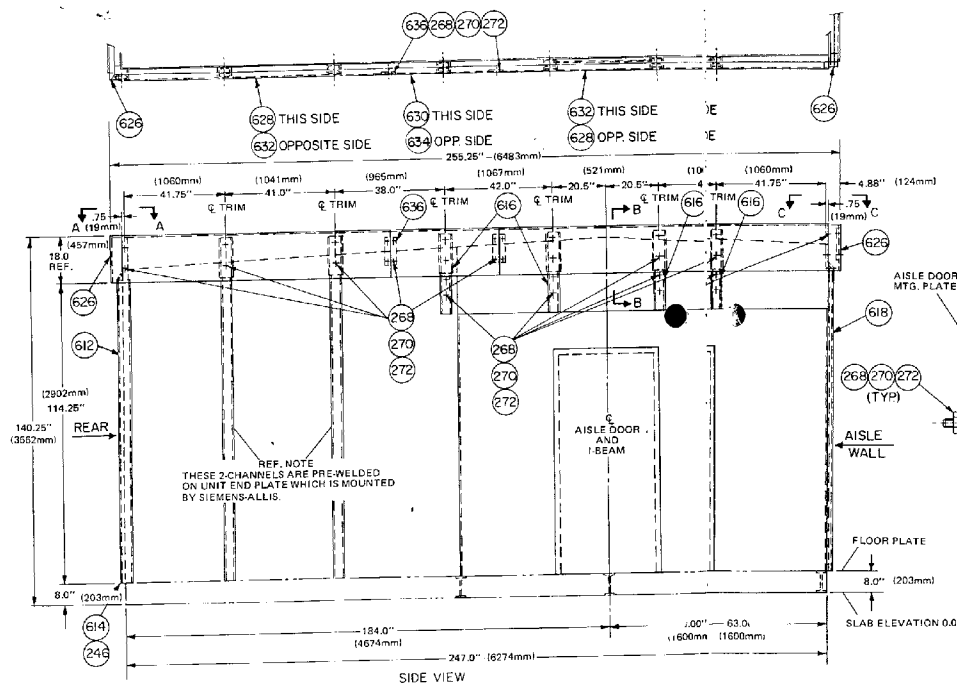 636 268 270 272
626
628 THIS SIDE
632 OPPOSITE SIDE
630 THIS SIDE
634 OPP. SIDE
632 THIS SIDE
628 OPP. SIDE
626
255.25" (6483mm)
(1060mm) (1041mm) (965mm) (1067mm) (521mm) (1060mm)
41.75" 41.0" 38.0" 42.0" 20.5" 20.5" 41.75" 4.88" (124mm)
.75 (19mm)
A A
℄ TRIM ℄ TRIM 636 ℄ TRIM 616 ℄ TRIM B ℄ TRIM 616 ℄ TRIM 616
C C
.75 (19mm)
(457mm)
18.0
REF.
626
626
B
AISLE DOOR
MTG. PLATE
612
268
270
272
268
270
272
618
268 270 272
(TYP.)
(2902mm)
114.25"
140.25"
(3562mm)
REAR
℄
AISLE DOOR
AND
I-BEAM
AISLE
WALL
REF. NOTE
THESE 2-CHANNELS ARE PRE-WELDED
ON UNIT END PLATE WHICH IS MOUNTED
BY SIEMENS-ALLIS.
FLOOR PLATE
8.0" (203mm)
8.0" (203mm)
614
246
SLAB ELEVATION 0.0
184.0"
(4674mm)
63.0
(1600mm)
247.0" (6274mm)
SIDE VIEW